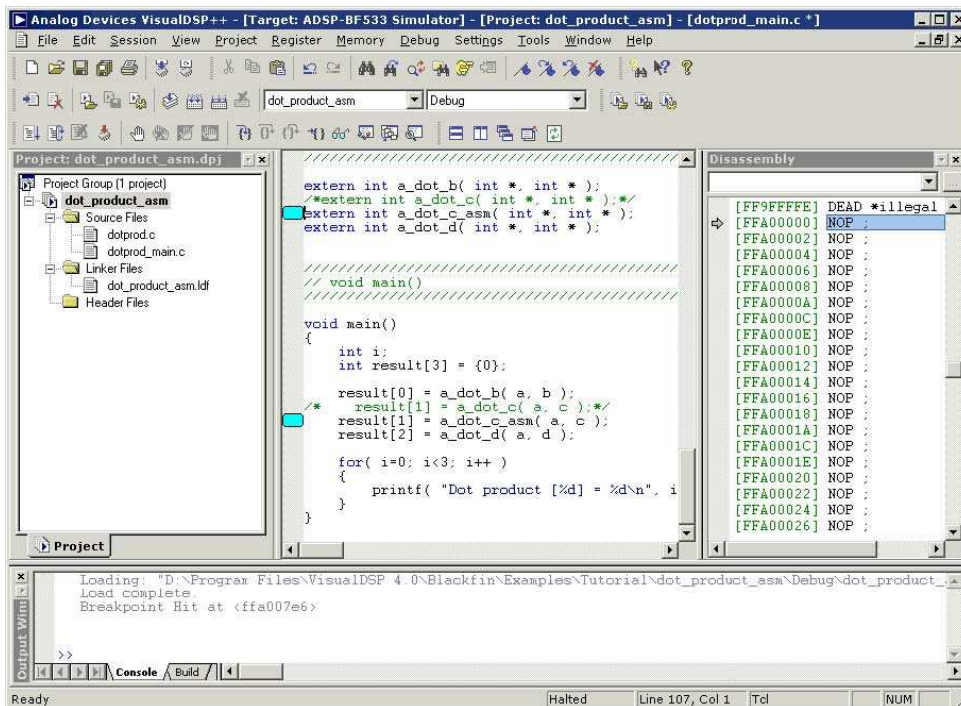 Analog Devices VisualDSP++ - [Target: ADSP-BF533 Simulator] - [Project: dot_product_asm] - [dotprod_main.c *]
File Edit Session View Project Register Memory Debug Settings Tools Window Help
dot_product_asm Debug
Project: dot_product_asm.dpj
Project Group (1 project)
dot_product_asm
Source Files
dotprod.c
dotprod_main.c
Linker Files
dot_product_asm.ldf
Header Files
Project
extern int a_dot_b( int *, int * );
/*extern int a_dot_c( int *, int * );*/
extern int a_dot_c_asm( int *, int * );
extern int a_dot_d( int *, int * );
// void main()
void main()
{
int i;
int result[3] = {0};
result[0] = a_dot_b( a, b );
/* result[1] = a_dot_c( a, c );*/
result[1] = a_dot_c_asm( a, c );
result[2] = a_dot_d( a, d );
for( i=0; i<3; i++ )
{
printf( "Dot product [%d] = %d\n", i
}
}
Disassembly
[FF9FFFFE] DEAD *illegal
[FFA00000] NOP ;
[FFA00002] NOP ;
[FFA00004] NOP ;
[FFA00006] NOP ;
[FFA00008] NOP ;
[FFA0000A] NOP ;
[FFA0000C] NOP ;
[FFA0000E] NOP ;
[FFA00010] NOP ;
[FFA00012] NOP ;
[FFA00014] NOP ;
[FFA00016] NOP ;
[FFA00018] NOP ;
[FFA0001A] NOP ;
[FFA0001C] NOP ;
[FFA0001E] NOP ;
[FFA00020] NOP ;
[FFA00022] NOP ;
[FFA00024] NOP ;
[FFA00026] NOP ;
Output Win
Loading: "D:\Program Files\VisualDSP 4.0\Blackfin\Examples\Tutorial\dot_product_asm\Debug\dot_product_
Load complete.
Breakpoint Hit at <ffa007e6>
>>
Console Build
Ready Halted Line 107, Col 1 Tcl NUM